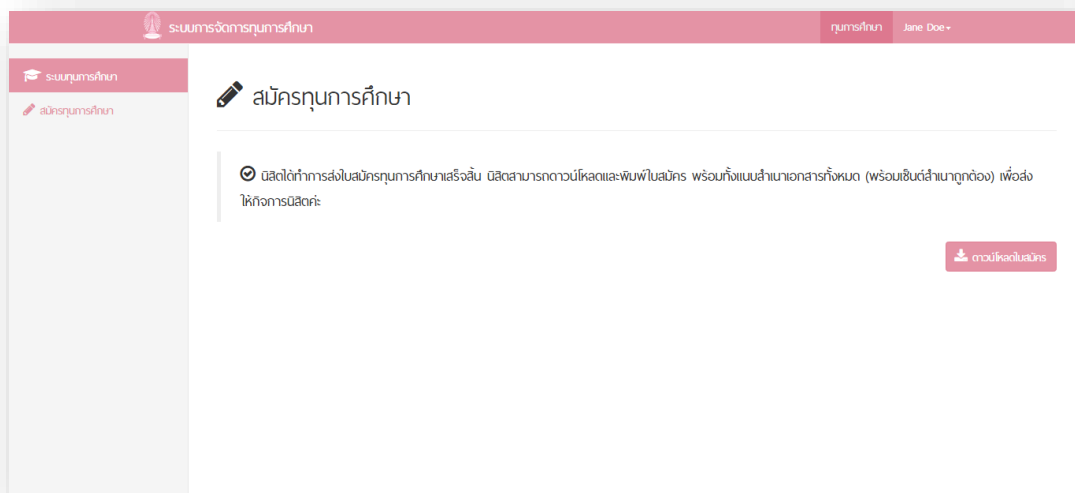 ระบบการจัดการทุนการศึกษา
ทุนการศึกษา
Jane Doe
ระบบทุนการศึกษา
สมัครทุนการศึกษา
สมัครทุนการศึกษา
นิสิตได้ทำการส่งใบสมัครทุนการศึกษาเสร็จสิ้น นิสิตสามารถดาวน์โหลดและพิมพ์ใบสมัคร พร้อมทั้งแนบสำเนาเอกสารทั้งหมด (พร้อมเซ็นต์สำเนาถูกต้อง) เพื่อส่ง
ให้กิจการนิสิตค่ะ
ดาวน์โหลดใบสมัคร